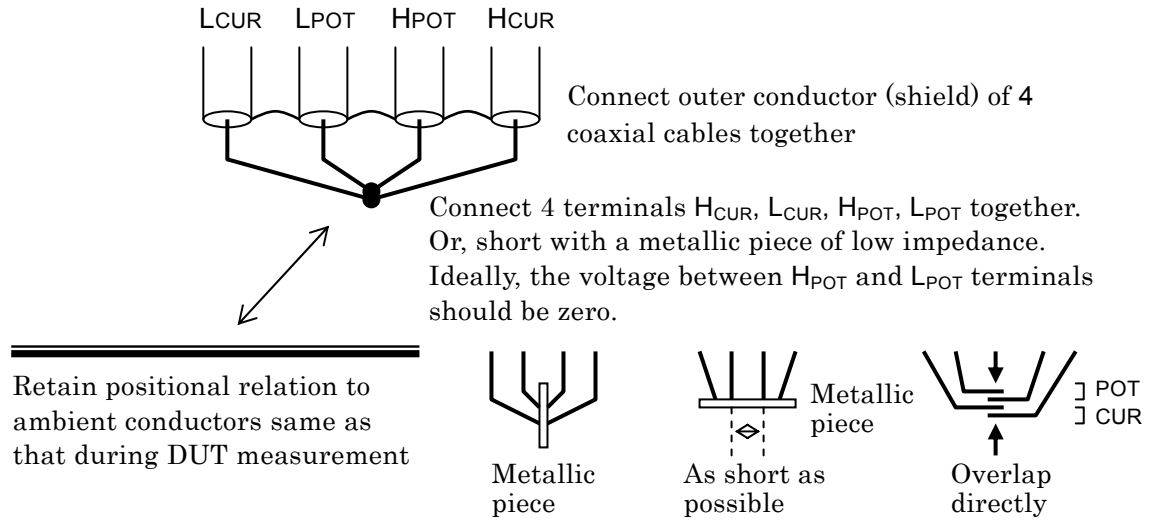 LCUR LPOT HPOT HCUR
Connect outer conductor (shield) of 4
coaxial cables together
Connect 4 terminals HCUR, LCUR, HPOT, LPOT together.
Or, short with a metallic piece of low impedance.
Ideally, the voltage between HPOT and LPOT terminals
should be zero.
Retain positional relation to
ambient conductors same as
that during DUT measurement
Metallic
piece
Metallic
piece
As short as
possible
POT
CUR
Overlap
directly